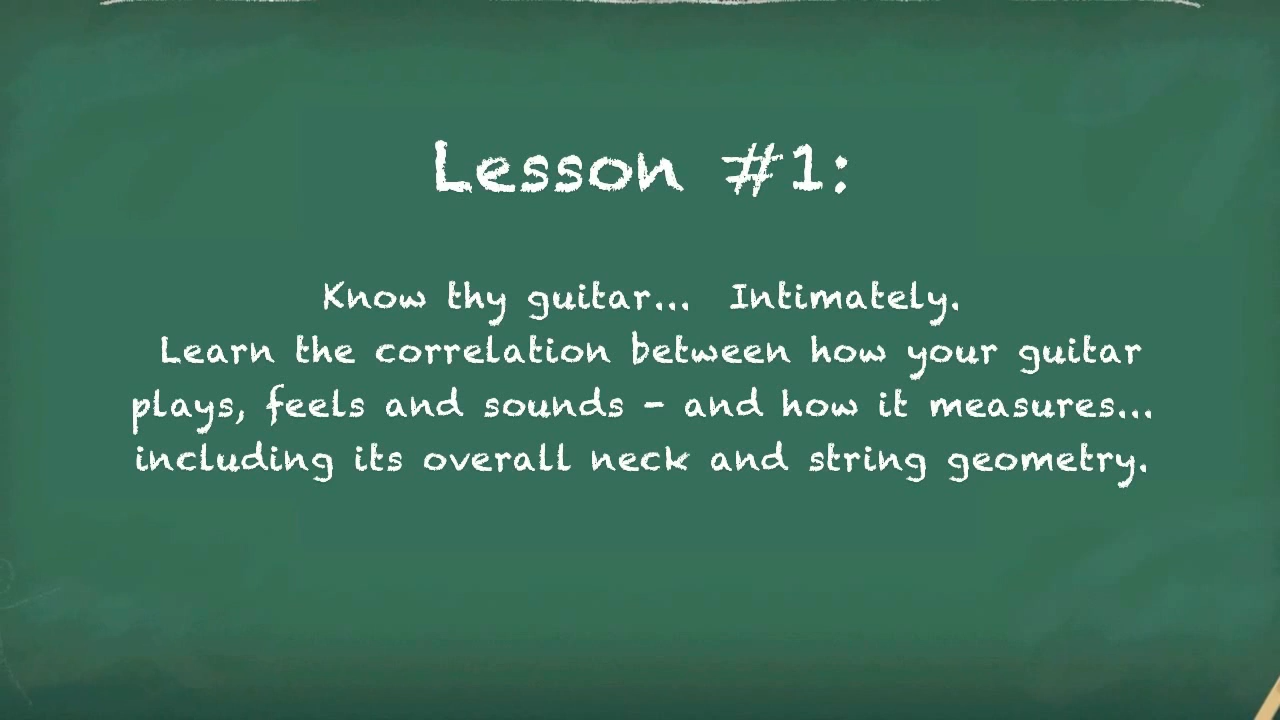 Lesson #1:
Know thy guitar... Intimately.
Learn the correlation between how your guitar
plays, feels and sounds - and how it measures...
including its overall neck and string geometry.